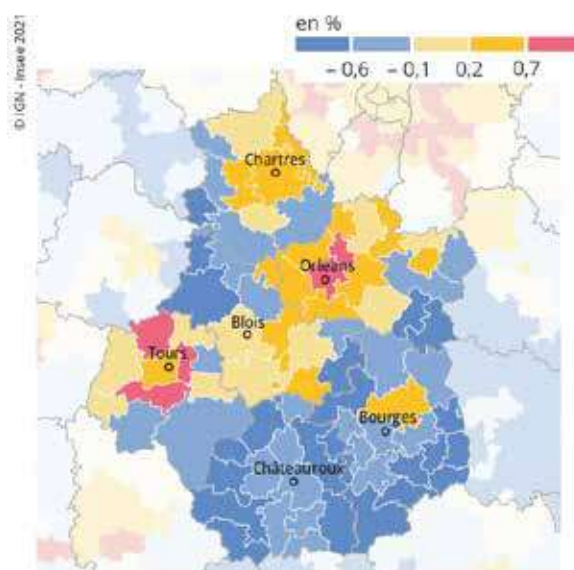 en %
– 0,6 – 0,1 0,2 0,7
© IGN - Insee 2021
Chartres
Orléans
Blois
Tours
Bourges
Châteauroux